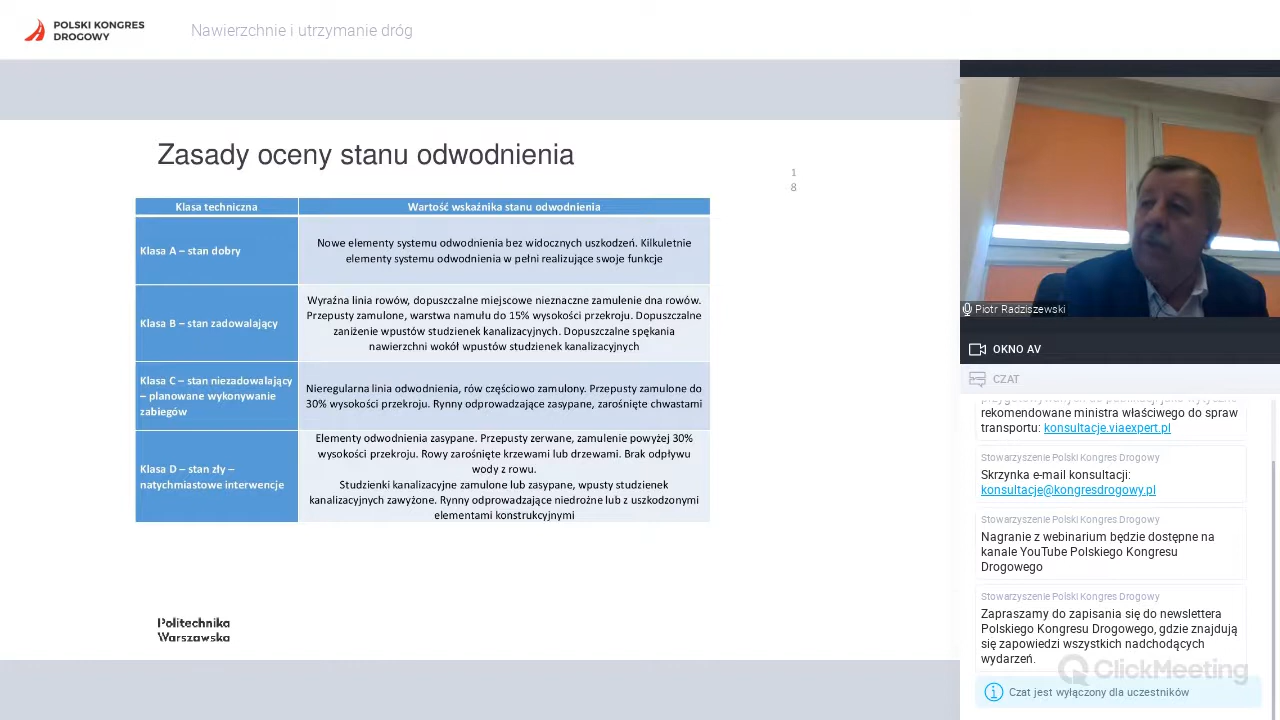 POLSKI KONGRES
DROGOWY
Nawierzchnie i utrzymanie dróg
Zasady oceny stanu odwodnienia
1
8
Klasa techniczna
Wartość wskaźnika stanu odwodnienia
Klasa A – stan dobry
Nowe elementy systemu odwodnienia bez widocznych uszkodzeń. Kilkuletnie
elementy systemu odwodnienia w pełni realizujące swoje funkcje
Klasa B – stan zadowalający
Wyraźna linia rowów, dopuszczalne miejscowe nieznaczne zamulenie dna rowów.
Przepusty zamulone, warstwa namułu do 15% wysokości przekroju. Dopuszczalne
zaniżenie wpustów studzienek kanalizacyjnych. Dopuszczalne spękania
nawierzchni wokół wpustów studzienek kanalizacyjnych
Klasa C – stan niezadowalający
– planowane wykonywanie
zabiegów
Nieregularna linia odwodnienia, rów częściowo zamulony. Przepusty zamulone do
30% wysokości przekroju. Rynny odprowadzające zasypane, zarośnięte chwastami
Klasa D – stan zły –
natychmiastowe interwencje
Elementy odwodnienia zasypane. Przepusty zerwane, zamulenie powyżej 30%
wysokości przekroju. Rowy zarośnięte krzewami lub drzewami. Brak odpływu
wody z rowu.
Studzienki kanalizacyjne zamulone lub zasypane, wpusty studzienek
kanalizacyjnych zawyżone. Rynny odprowadzające niedrożne lub z uszkodzonymi
elementami konstrukcyjnymi
Politechnika
Warszawska
Piotr Radziszewski
OKNO AV
CZAT
rekomendowane ministra właściwego do spraw
transportu: konsultacje.viaexpert.pl
Stowarzyszenie Polski Kongres Drogowy
Skrzynka e-mail konsultacji:
konsultacje@kongresdrogowy.pl
Stowarzyszenie Polski Kongres Drogowy
Nagranie z webinarium będzie dostępne na
kanale YouTube Polskiego Kongresu
Drogowego
Stowarzyszenie Polski Kongres Drogowy
Zapraszamy do zapisania się do newslettera
Polskiego Kongresu Drogowego, gdzie znajdują
się zapowiedzi wszystkich nadchodzących
wydarzeń.
ClickMeeting
Czat jest wyłączony dla uczestników